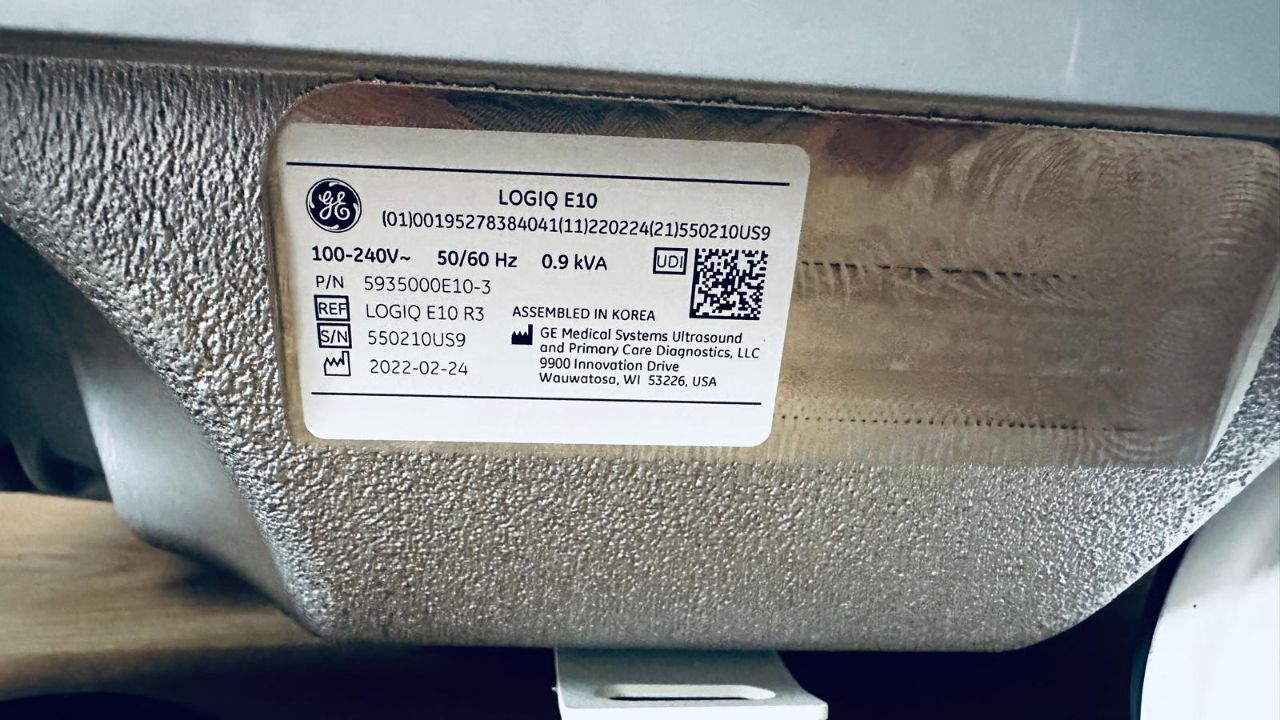 GE
LOGIQ E10
(01)00195278384041(11)220224(21)550210US9
100-240V~ 50/60 Hz 0.9 kVA UDI
P/N 5935000E10-3
REF LOGIQ E10 R3
S/N 550210US9
2022-02-24
ASSEMBLED IN KOREA
GE Medical Systems Ultrasound
and Primary Care Diagnostics, LLC
9900 Innovation Drive
Wauwatosa, WI 53226, USA